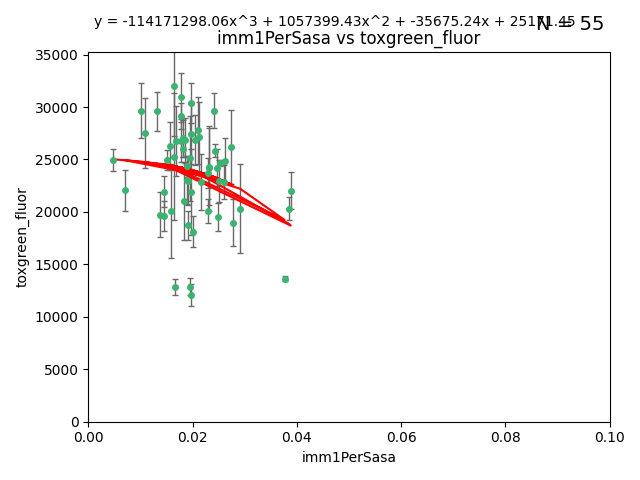 y = -114171298.06x^3 + 1057399.43x^2 + -35675.24x + 25171.45
N = 55
imm1PerSasa vs toxgreen_fluor
35000
30000
25000
20000
15000
10000
5000
0
toxgreen_fluor
0.00 0.02 0.04 0.06 0.08 0.10
imm1PerSasa